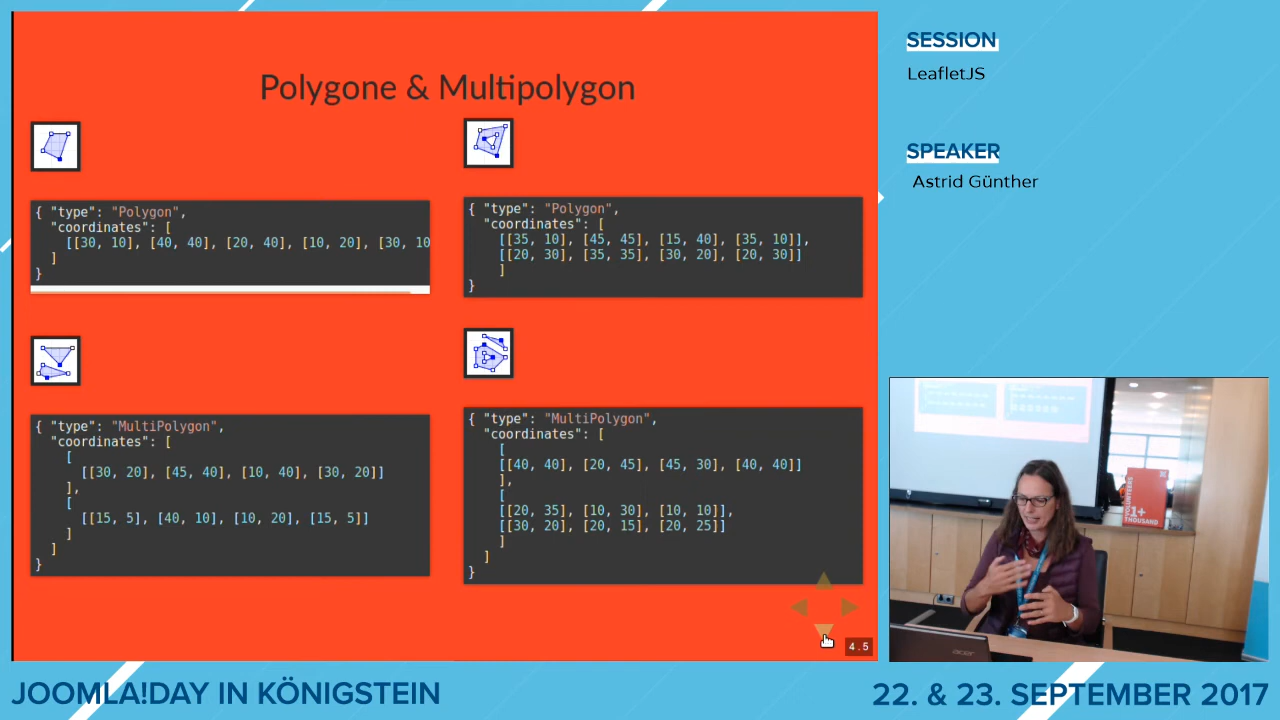 Polygone & Multipolygon
{ "type": "Polygon",
"coordinates": [
[[30, 10], [40, 40], [20, 40], [10, 20], [30, 10
]
}
{ "type": "Polygon",
"coordinates": [
[[35, 10], [45, 45], [15, 40], [35, 10]],
[[20, 30], [35, 35], [30, 20], [20, 30]]
]
}
{ "type": "MultiPolygon",
"coordinates": [
[
[[30, 20], [45, 40], [10, 40], [30, 20]]
],
[
[[15, 5], [40, 10], [10, 20], [15, 5]]
]
]
}
{ "type": "MultiPolygon",
"coordinates": [
[
[[40, 40], [20, 45], [45, 30], [40, 40]]
],
[
[[20, 35], [10, 30], [10, 10]],
[[30, 20], [20, 15], [20, 25]]
]
]
}
4.5
SESSION
LeafletJS
SPEAKER
Astrid Günther
VOLUNTEERS
1+
THOUSAND
acer
JOOMLA!DAY IN KÖNIGSTEIN
22. & 23. SEPTEMBER 2017